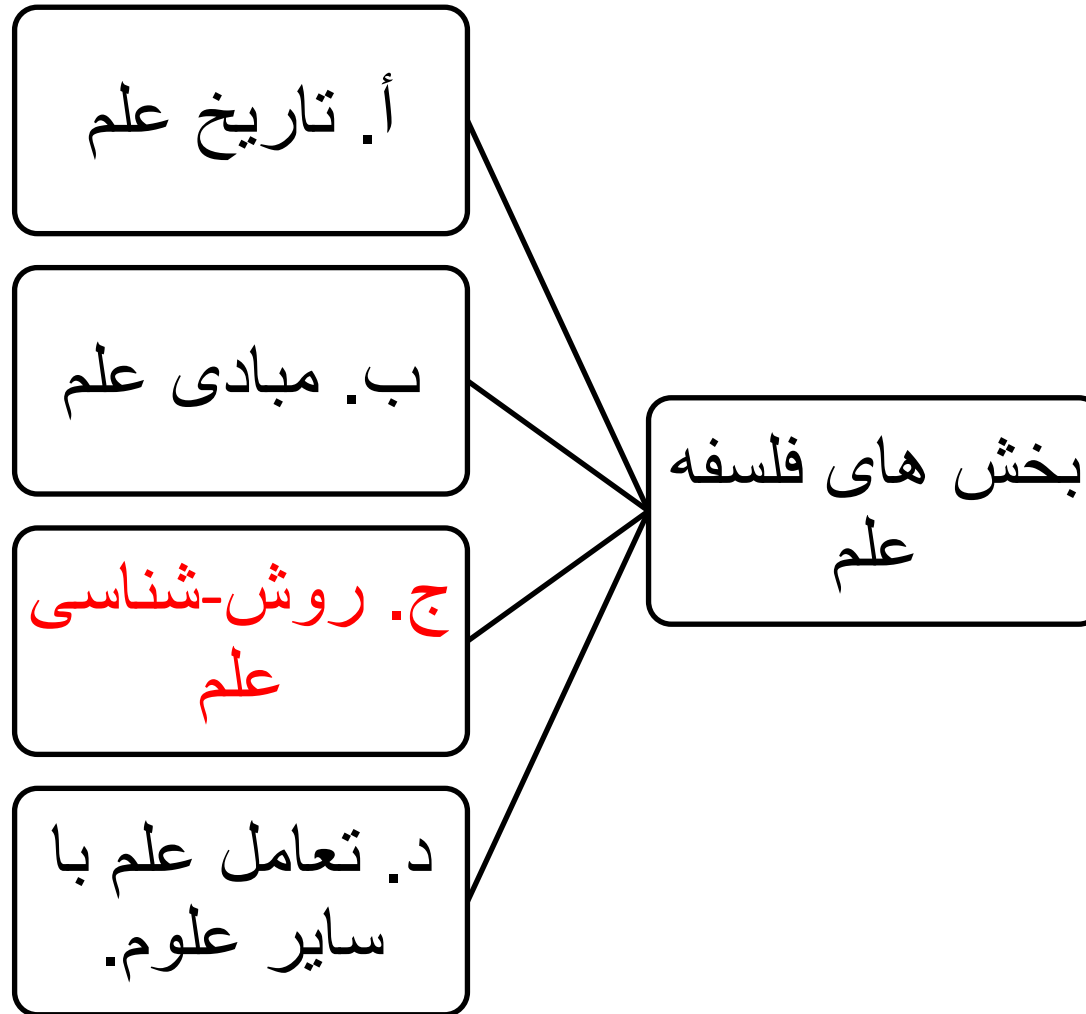 بخش های فلسفه
علم
أ. تاریخ علم
ب. مبادی علم
ج. روش-شناسی
علم
د. تعامل علم با
سایر علوم.